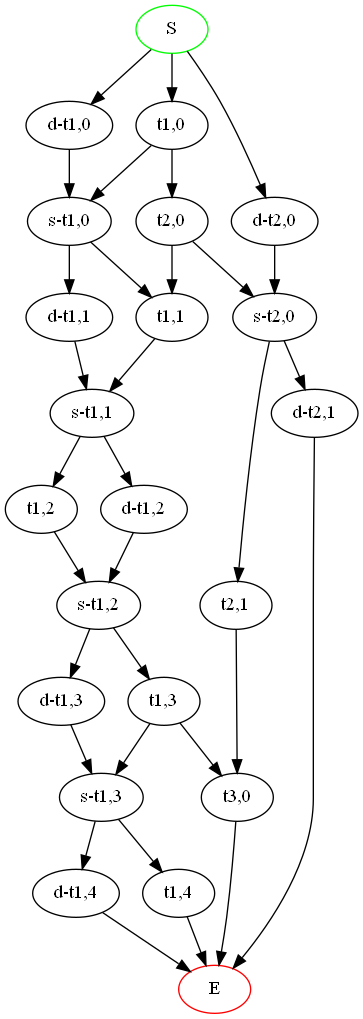 S
d-t1,0
t1,0
s-t1,0
t2,0
d-t2,0
d-t1,1
t1,1
s-t2,0
s-t1,1
d-t2,1
t1,2
d-t1,2
s-t1,2
t2,1
d-t1,3
t1,3
s-t1,3
t3,0
d-t1,4
t1,4
E